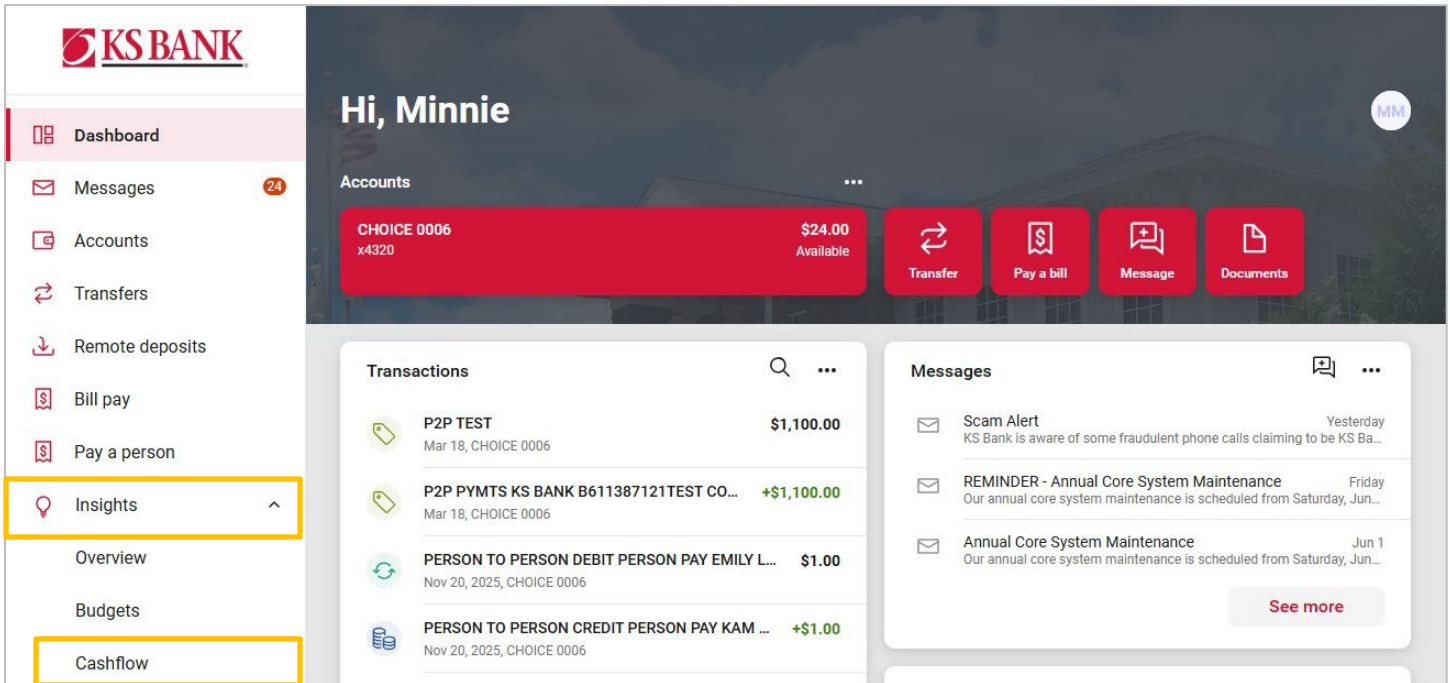 KS BANK
Dashboard
Messages
24
Accounts
Transfers
Remote deposits
Bill pay
Pay a person
Insights
Overview
Budgets
Cashflow
Hi, Minnie
MM
Accounts
•••
CHOICE 0006
$24.00
x4320
Available
Transfer
Pay a bill
Message
Documents
Transactions
•••
P2P TEST
$1,100.00
Mar 18, CHOICE 0006
P2P PYMTS KS BANK B611387121TEST CO...
+$1,100.00
Mar 18, CHOICE 0006
PERSON TO PERSON DEBIT PERSON PAY EMILY L...
$1.00
Nov 20, 2025, CHOICE 0006
PERSON TO PERSON CREDIT PERSON PAY KAM ...
+$1.00
Nov 20, 2025, CHOICE 0006
Messages
•••
Scam Alert
Yesterday
KS Bank is aware of some fraudulent phone calls claiming to be KS Ba...
REMINDER - Annual Core System Maintenance
Friday
Our annual core system maintenance is scheduled from Saturday, Jun...
Annual Core System Maintenance
Jun 1
Our annual core system maintenance is scheduled from Saturday, Jun...
See more